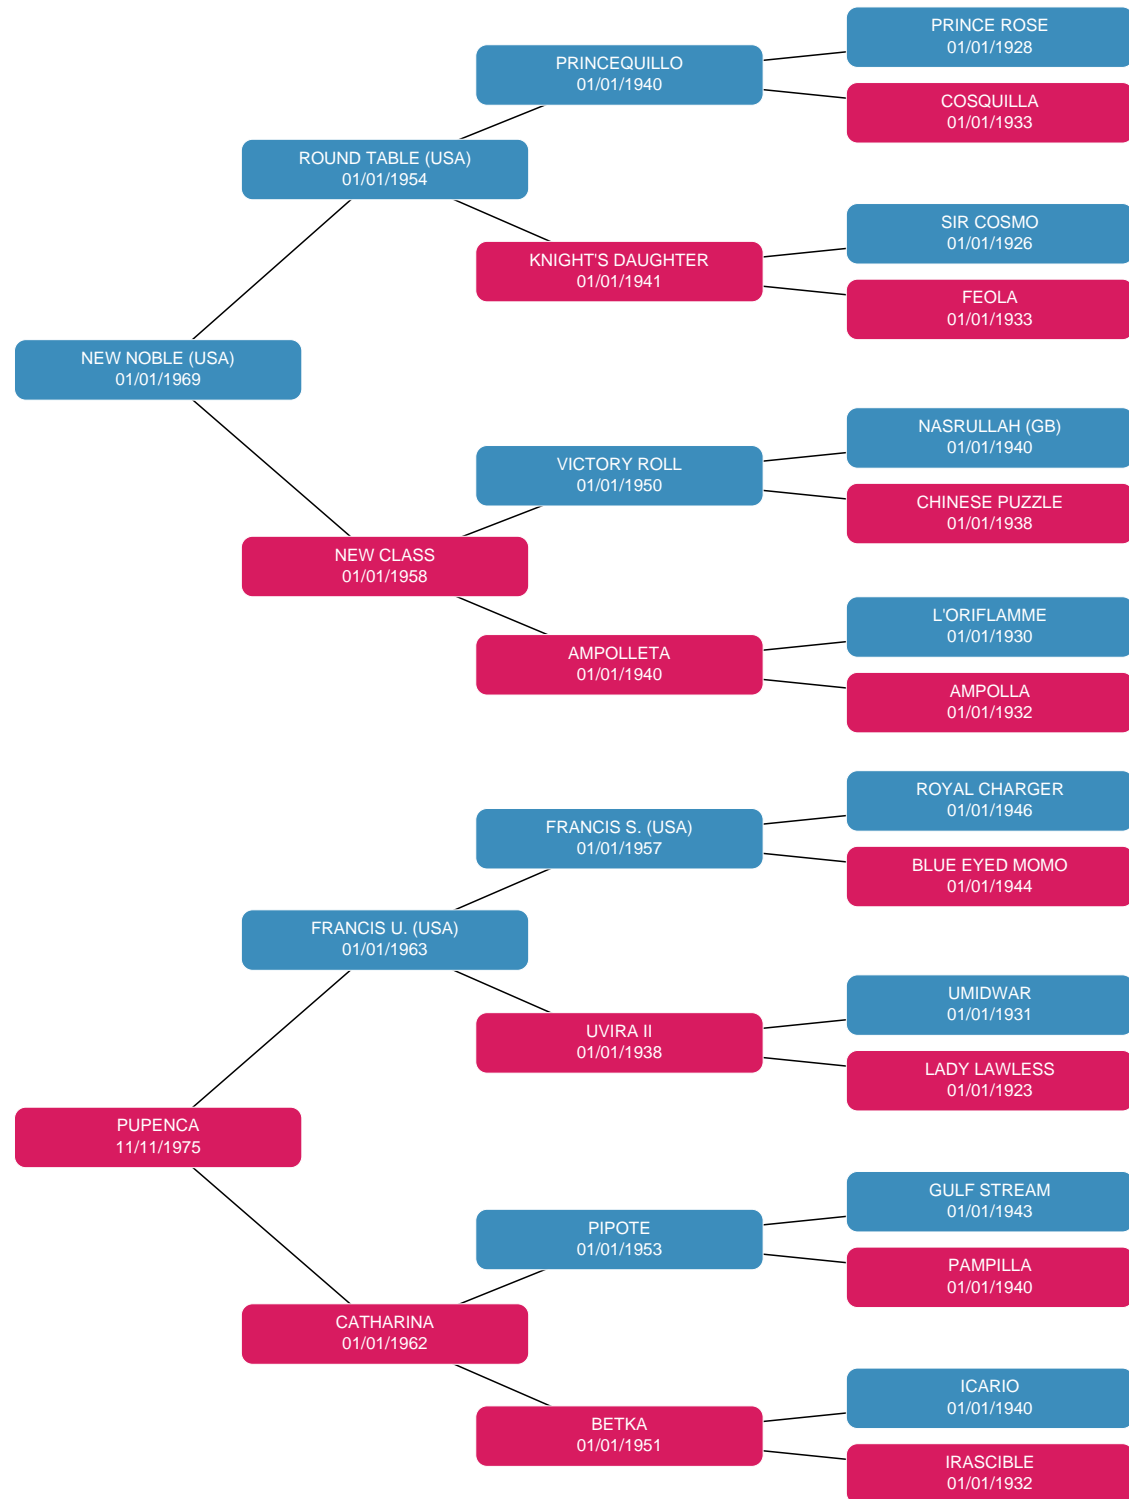 PRINCE ROSE
01/01/1928
PRINCEQUILLO
01/01/1940
COSQUILLA
01/01/1933
ROUND TABLE (USA)
01/01/1954
SIR COSMO
01/01/1926
KNIGHT'S DAUGHTER
01/01/1941
FEOLA
01/01/1933
NEW NOBLE (USA)
01/01/1969
NASRULLAH (GB)
01/01/1940
VICTORY ROLL
01/01/1950
CHINESE PUZZLE
01/01/1938
NEW CLASS
01/01/1958
L'ORIFLAMME
01/01/1930
AMPOLLETA
01/01/1940
AMPOLLA
01/01/1932
ROYAL CHARGER
01/01/1946
FRANCIS S. (USA)
01/01/1957
BLUE EYED MOMO
01/01/1944
FRANCIS U. (USA)
01/01/1963
UMIDWAR
01/01/1931
UVIRA II
01/01/1938
LADY LAWLESS
01/01/1923
PUPENCA
11/11/1975
GULF STREAM
01/01/1943
PIPOTE
01/01/1953
PAMPILLA
01/01/1940
CATHARINA
01/01/1962
ICARIO
01/01/1940
BETKA
01/01/1951
IRASCIBLE
01/01/1932